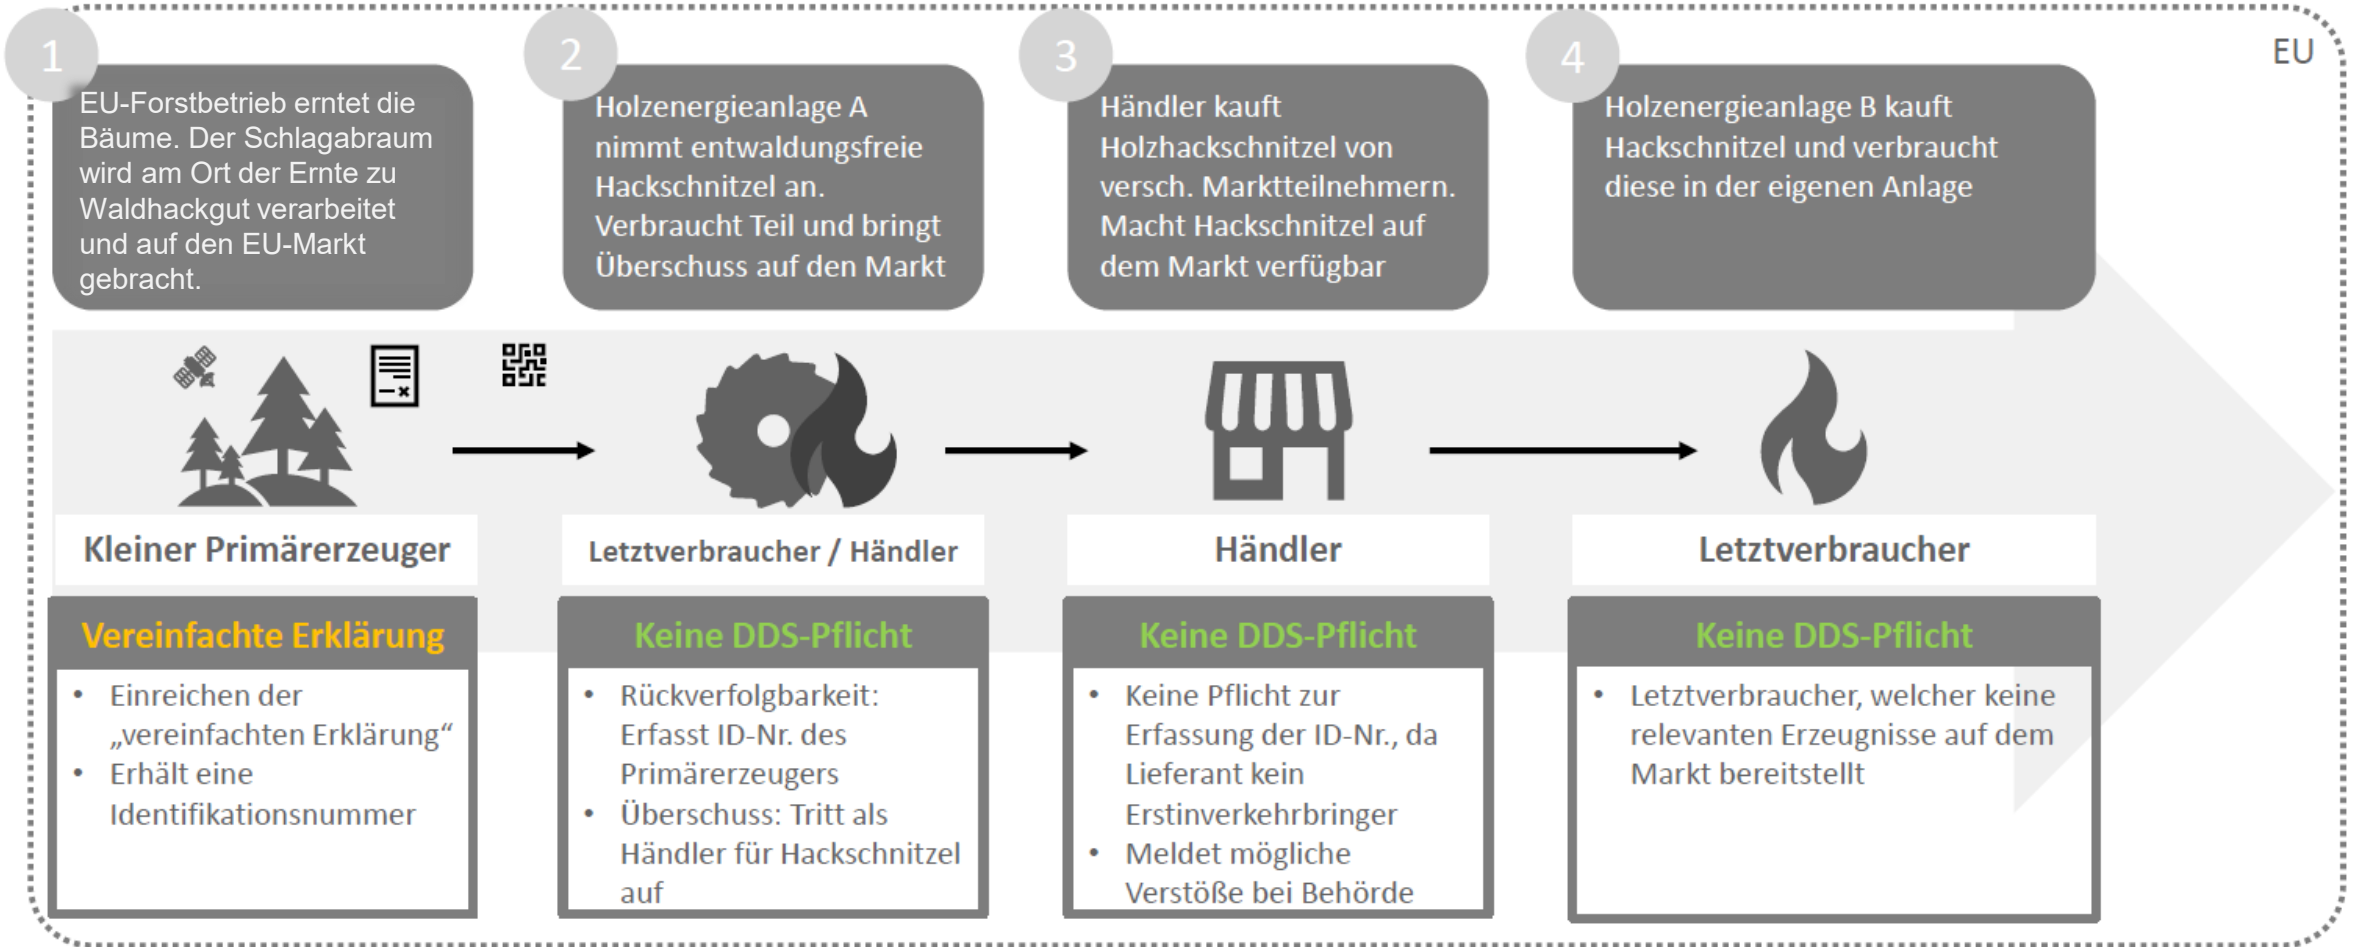 EU
1
EU-Forstbetrieb erntet die
Bäume. Der Schlagabraum
wird am Ort der Ernte zu
Waldhackgut verarbeitet
und auf den EU-Markt
gebracht.
2
Holzenergieanlage A
nimmt entwaldungsfreie
Hackschnitzel an.
Verbraucht Teil und bringt
Überschuss auf den Markt
3
Händler kauft
Holzhackschnitzel von
versch. Marktteilnehmern.
Macht Hackschnitzel auf
dem Markt verfügbar
4
Holzenergieanlage B kauft
Hackschnitzel und verbraucht
diese in der eigenen Anlage
Kleiner Primärerzeuger
Letztverbraucher / Händler
Händler
Letztverbraucher
Vereinfachte Erklärung
• Einreichen der
„vereinfachten Erklärung“
• Erhält eine
Identifikationsnummer
Keine DDS-Pflicht
• Rückverfolgbarkeit:
Erfasst ID-Nr. des
Primärerzeugers
• Überschuss: Tritt als
Händler für Hackschnitzel
auf
Keine DDS-Pflicht
• Keine Pflicht zur
Erfassung der ID-Nr., da
Lieferant kein
Erstinverkehrbringer
• Meldet mögliche
Verstöße bei Behörde
Keine DDS-Pflicht
• Letztverbraucher, welcher keine
relevanten Erzeugnisse auf dem
Markt bereitstellt